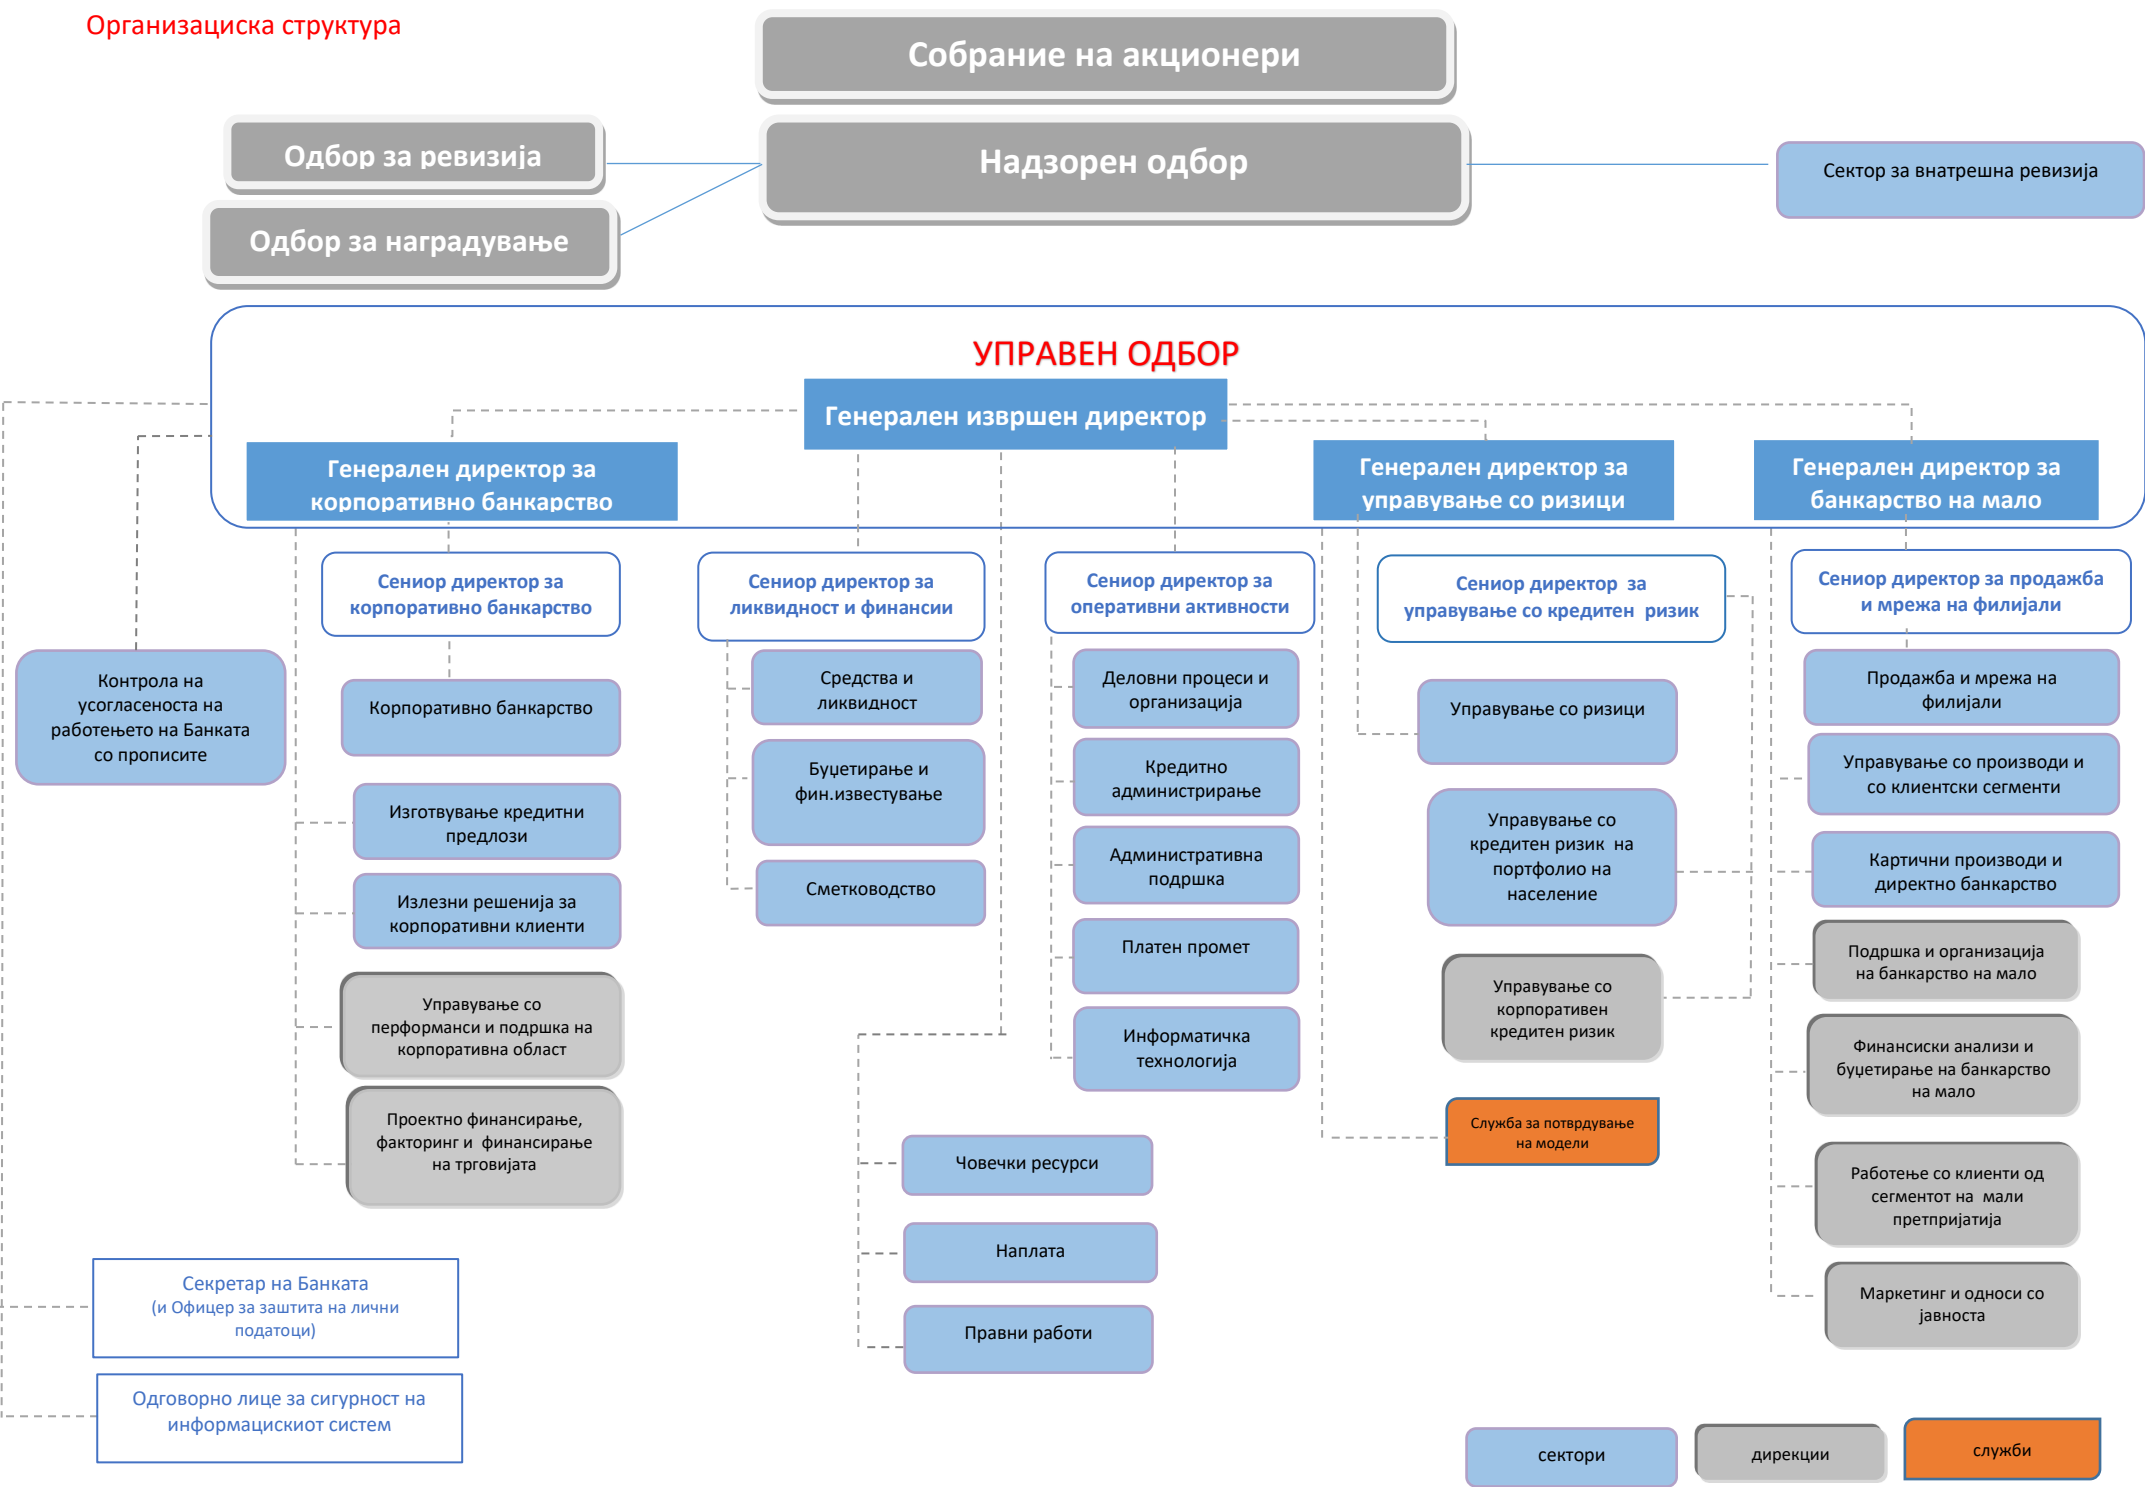 Организациска структура
Собрание на акционери
Одбор за ревизија
Надзорен одбор
Сектор за внатрешна ревизија
Одбор за наградување
УПРАВЕН ОДБОР
Генерален извршен директор
Генерален директор за
корпоративно банкарство
Генерален директор за
управување со ризици
Генерален директор за
банкарство на мало
Сениор директор за
корпоративно банкарство
Сениор директор за
ликвидност и финансии
Сениор директор за
оперативни активности
Сениор директор  за
управување со кредитен  ризик
Сениор директор за продажба
и мрежа на филијали
Контрола на
усогласеноста на
работењето на Банката
со прописите
Корпоративно банкарство
Изготвување кредитни
предлози
Излезни решенија за
корпоративни клиенти
Управување со
перформанси и подршка на
корпоративна област
Проектно финансирање,
факторинг и  финансирање
на трговијата
Средства и
ликвидност
Буџетирање и
фин.известување
Сметководство
Деловни процеси и
организација
Кредитно
администрирање
Административна
подршка
Платен промет
Информатичка
технологија
Човечки ресурси
Наплата
Правни работи
Управување со ризици
Управување со
кредитен ризик  на
портфолио на
население
Управување со
корпоративен
кредитен ризик
Служба за потврдување
на модели
Продажба и мрежа на
филијали
Управување со производи и
со клиентски сегменти
Картични производи и
директно банкарство
Подршка и организација
на банкарство на мало
Финансиски анализи и
буџетирање на банкарство
на мало
Работење со клиенти од
сегментот на  мали
претпријатија
Маркетинг и односи со
јавноста
Секретар на Банката
(и Офицер за заштита на лични
податоци)
Одговорно лице за сигурност на
информацискиот систем
сектори
дирекции
служби